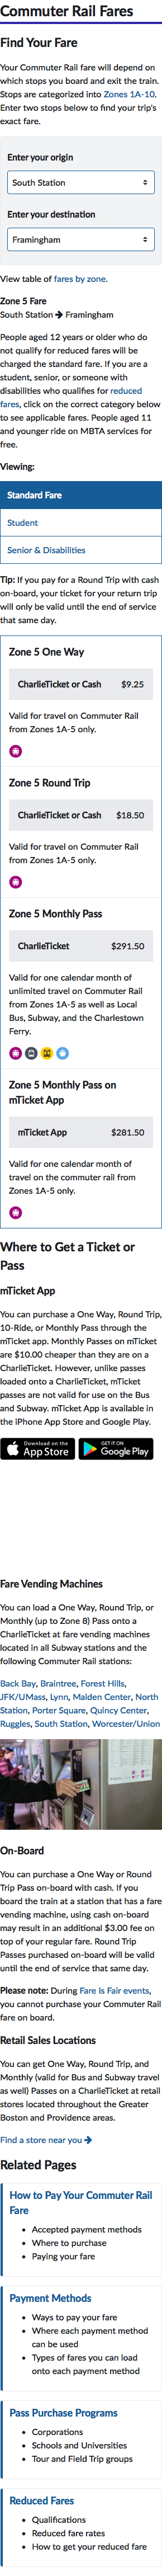 Commuter Rail Fares
Find Your Fare
Your Commuter Rail fare will depend on
which stops you board and exit the train.
Stops are categorized into Zones 1A-10.
Enter two stops below to find your trip's
exact fare.
Enter your origin
South Station
Enter your destination
Framingham
View table of fares by zone.
Zone 5 Fare
South Station → Framingham
People aged 12 years or older who do
not qualify for reduced fares will be
charged the standard fare. If you are a
student, senior, or someone with
disabilities who qualifies for reduced
fares, click on the correct category below
to see applicable fares. People aged 11
and younger ride on MBTA services for
free.
Viewing:
Standard Fare
Student
Senior & Disabilities
Tip: If you pay for a Round Trip with cash
on-board, your ticket for your return trip
will only be valid until the end of service
that same day.
Zone 5 One Way
CharlieTicket or Cash $9.25
Valid for travel on Commuter Rail
from Zones 1A-5 only.
Zone 5 Round Trip
CharlieTicket or Cash $18.50
Valid for travel on Commuter Rail
from Zones 1A-5 only.
Zone 5 Monthly Pass
CharlieTicket $291.50
Valid for one calendar month of
unlimited travel on Commuter Rail
from Zones 1A-5 as well as Local
Bus, Subway, and the Charlestown
Ferry.
Zone 5 Monthly Pass on
mTicket App
mTicket App $281.50
Valid for one calendar month of
travel on the commuter rail from
Zones 1A-5 only.
Where to Get a Ticket or
Pass
mTicket App
You can purchase a One Way, Round Trip,
10-Ride, or Monthly Pass through the
mTicket app. Monthly Passes on mTicket
are $10.00 cheaper than they are on a
CharlieTicket. However, unlike passes
loaded onto a CharlieTicket, mTicket
passes are not valid for use on the Bus
and Subway. mTicket App is available in
the iPhone App Store and Google Play.
Download on the
App Store
GET IT ON
Google Play
Fare Vending Machines
You can load a One Way, Round Trip, or
Monthly (up to Zone 8) Pass onto a
CharlieTicket at fare vending machines
located in all Subway stations and the
following Commuter Rail stations:
Back Bay, Braintree, Forest Hills,
JFK/UMass, Lynn, Malden Center, North
Station, Porter Square, Quincy Center,
Ruggles, South Station, Worcester/Union
On-Board
You can purchase a One Way or Round
Trip Pass on-board with cash. If you
board the train at a station that has a fare
vending machine, using cash on-board
may result in an additional $3.00 fee on
top of your regular fare. Round Trip
Passes purchased on-board will be valid
until the end of service that same day.
Please note: During Fare Is Fair events,
you cannot purchase your Commuter Rail
fare on board.
Retail Sales Locations
You can get One Way, Round Trip, and
Monthly (valid for Bus and Subway travel
as well) Passes on a CharlieTicket at retail
stores located throughout the Greater
Boston and Providence areas.
Find a store near you →
Related Pages
How to Pay Your Commuter Rail
Fare
• Accepted payment methods
• Where to purchase
• Paying your fare
Payment Methods
• Ways to pay your fare
• Where each payment method
can be used
• Types of fares you can load
onto each payment method
Pass Purchase Programs
• Corporations
• Schools and Universities
• Tour and Field Trip groups
Reduced Fares
• Qualifications
• Reduced fare rates
• How to get your reduced fare